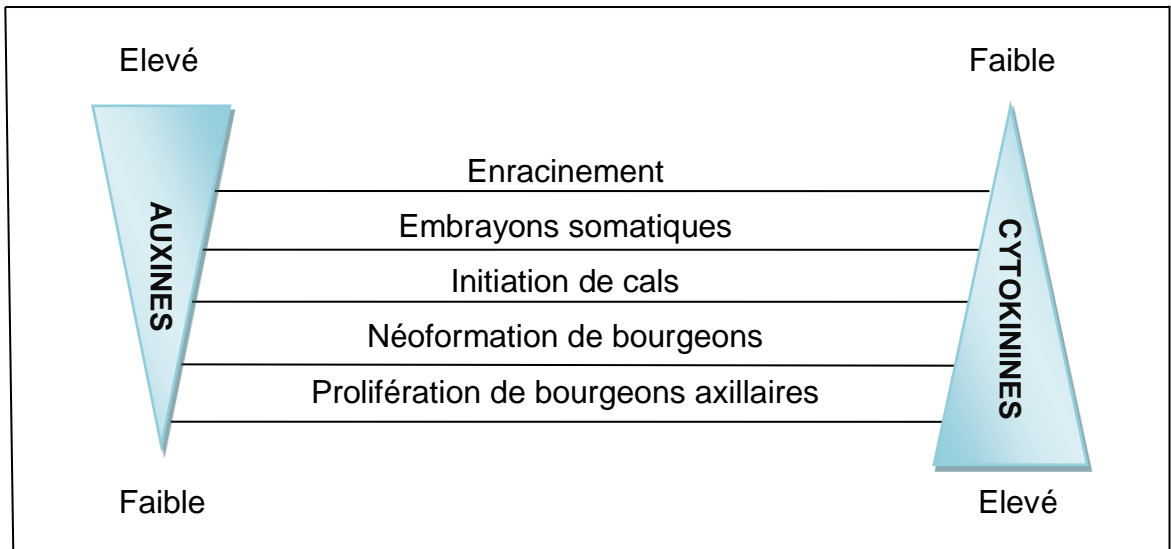 Elevé
Faible
Enracinement
Embrayons somatiques
Initiation de cals
Néoformation de bourgeons
Prolifération de bourgeons axillaires
AUXINES
CYTOKININES
Faible
Elevé